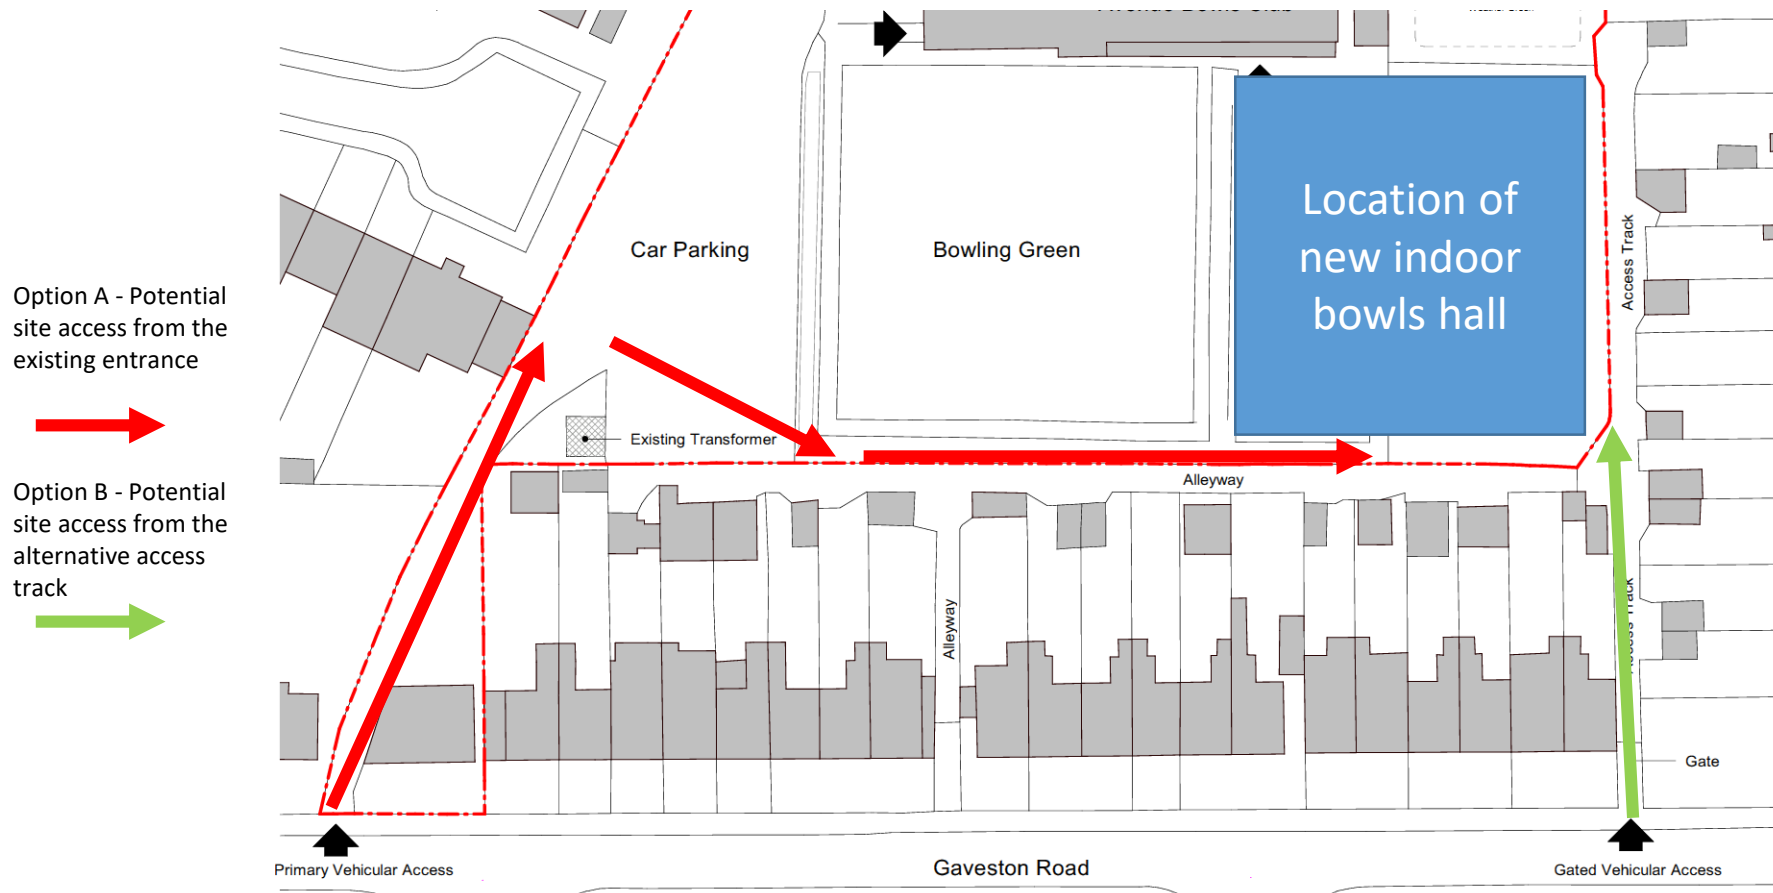 Car Parking
Bowling Green
Location of
new indoor
bowls hall
Access Track
Option A - Potential
site access from the
existing entrance
Existing Transformer
Alleyway
Option B - Potential
site access from the
alternative access
track
Alleyway
Access Track
Gate
Primary Vehicular Access
Gaveston Road
Gated Vehicular Access